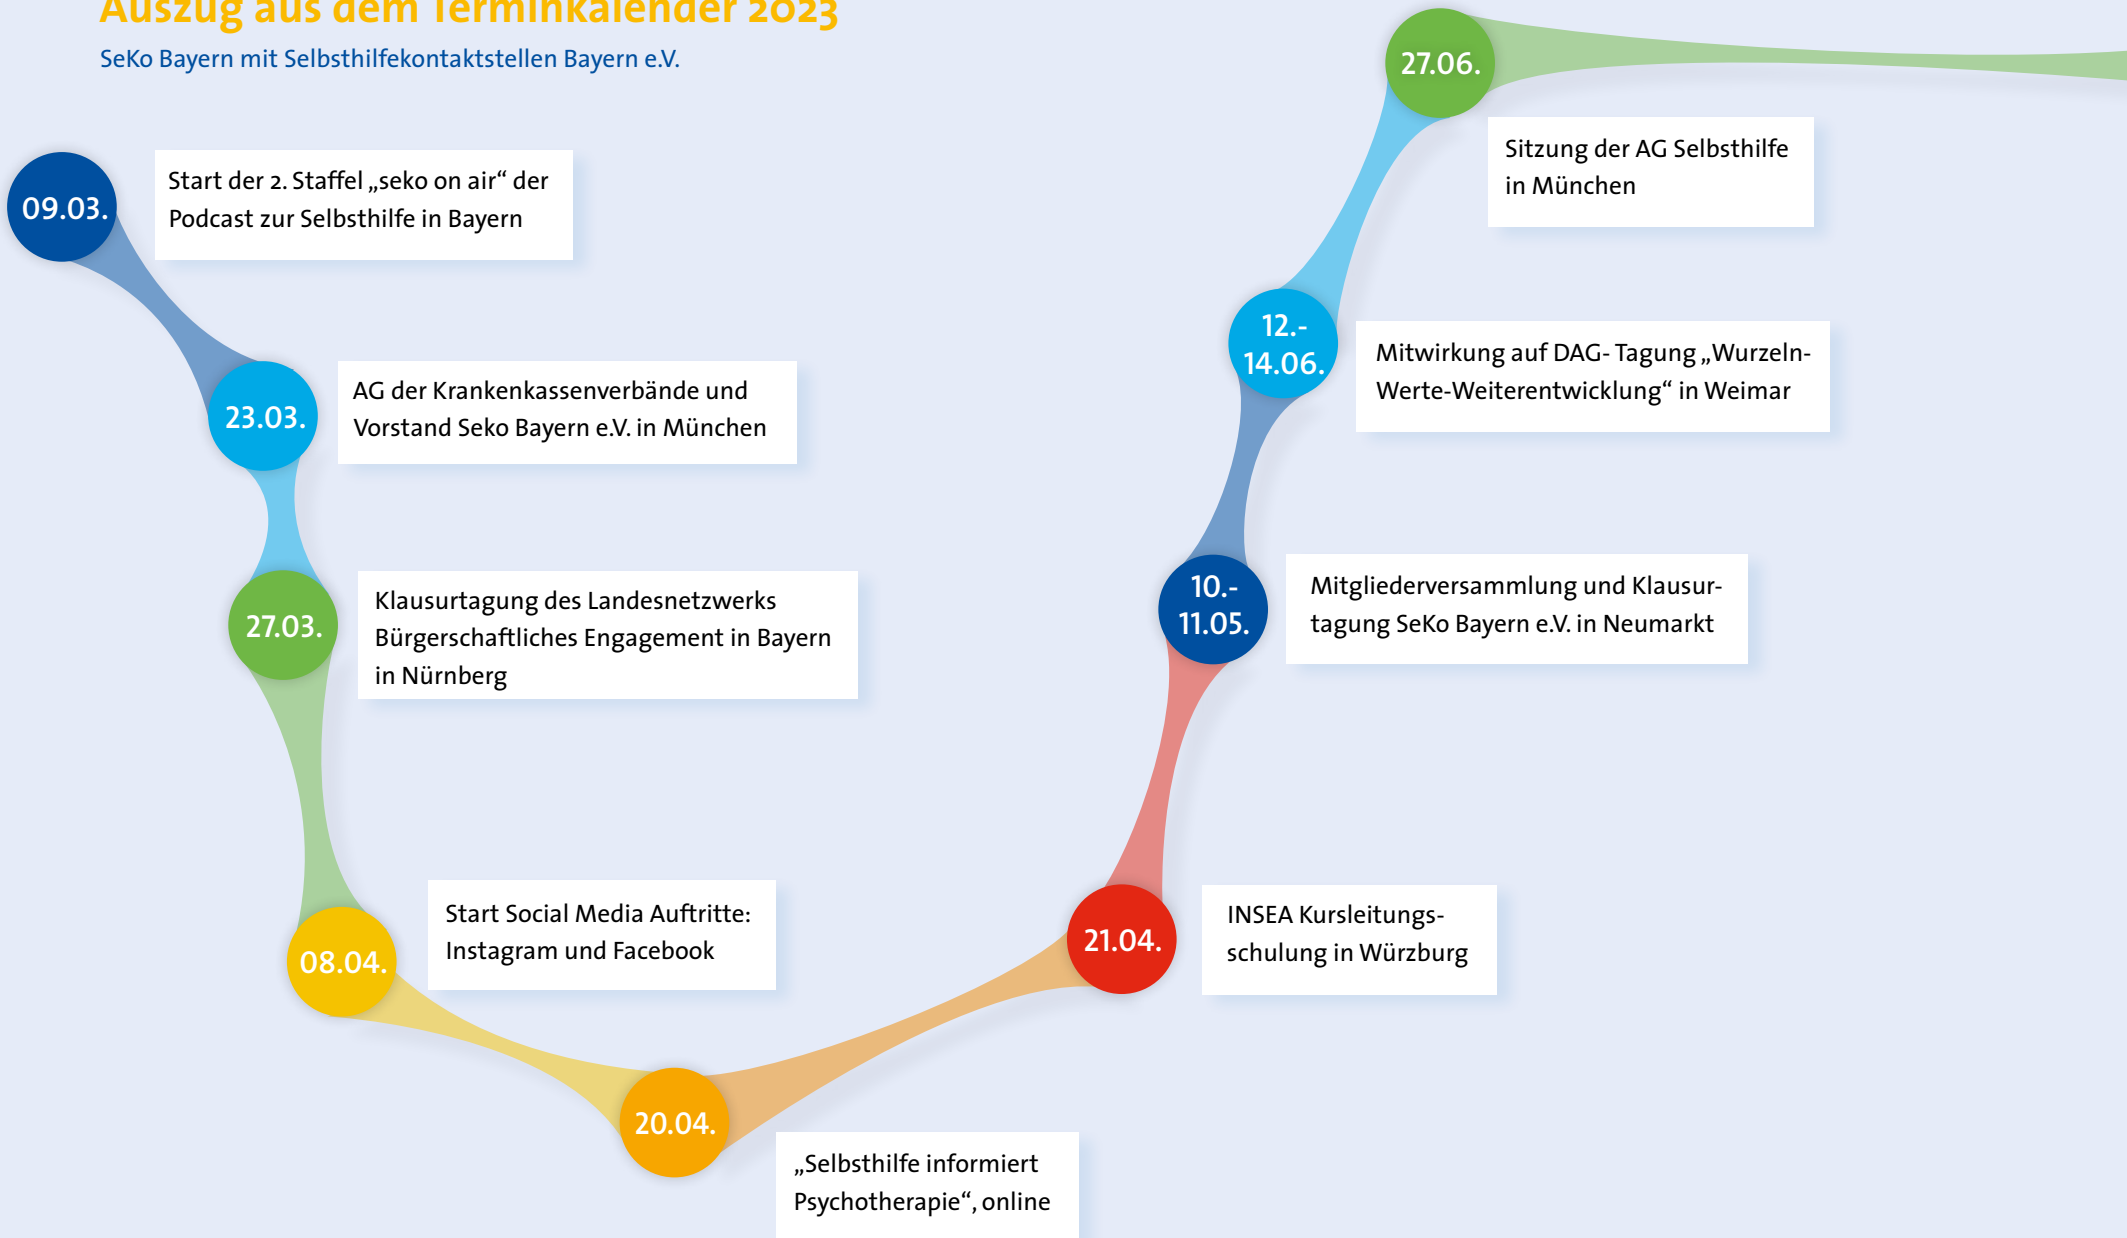 Auszug aus dem Terminkalender 2023
SeKo Bayern mit Selbsthilfekontaktstellen Bayern e.V.
09.03.
Start der 2. Staffel „seko on air“ der
Podcast zur Selbsthilfe in Bayern
23.03.
AG der Krankenkassenverbände und
Vorstand Seko Bayern e.V. in München
27.03.
Klausurtagung des Landesnetzwerks
Bürgerschaftliches Engagement in Bayern
in Nürnberg
08.04.
Start Social Media Auftritte:
Instagram und Facebook
20.04.
„Selbsthilfe informiert
Psychotherapie“, online
21.04.
INSEA Kursleitungs-
schulung in Würzburg
10.-
11.05.
Mitgliederversammlung und Klausur-
tagung SeKo Bayern e.V. in Neumarkt
12.-
14.06.
Mitwirkung auf DAG- Tagung „Wurzeln-
Werte-Weiterentwicklung“ in Weimar
27.06.
Sitzung der AG Selbsthilfe
in München